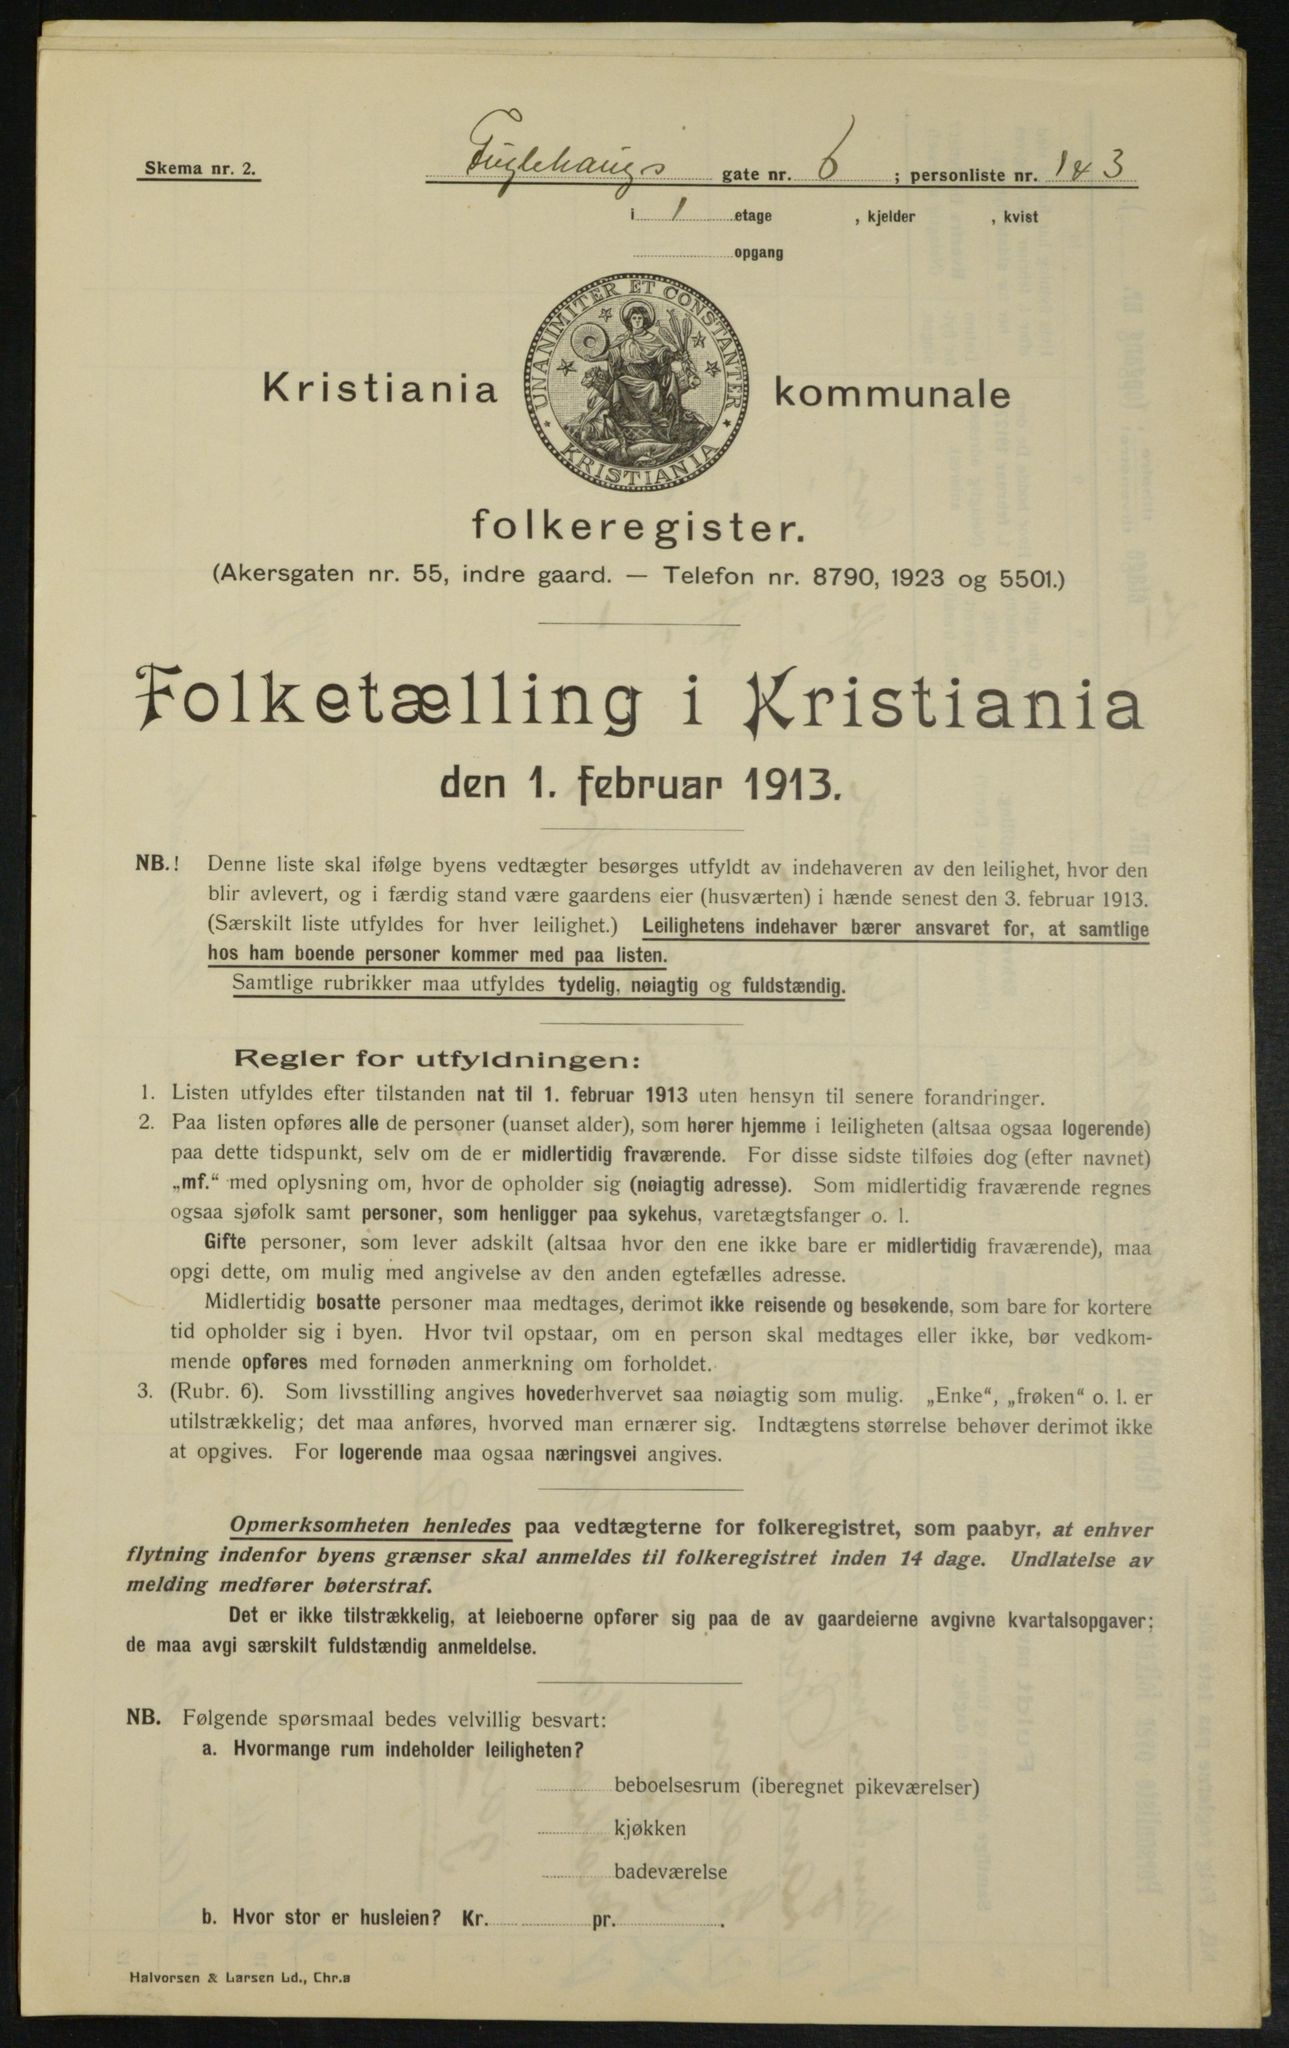 Skema nr. 2.
Fuglehaugs gate nr. 6 ; personliste nr. 143
i 1 etage , kjelder , kvist
opgang
UNANIMITER ET CONSTANTER
KRISTIANIA
Kristiania kommunale
folkeregister.
(Akersgaten nr. 55, indre gaard. — Telefon nr. 8790, 1923 og 5501.)
Folketælling i Kristiania
den 1. februar 1913.
NB.! Denne liste skal ifølge byens vedtægter besørges utfyldt av indehaveren av den leilighet, hvor den
blir avlevert, og i færdig stand være gaardens eier (husværten) i hænde senest den 3. februar 1913.
(Særskilt liste utfyldes for hver leilighet.) Leilighetens indehaver bærer ansvaret for, at samtlige
hos ham boende personer kommer med paa listen.
Samtlige rubrikker maa utfyldes tydelig, nøiagtig og fuldstændig.
Regler for utfyldningen:
1. Listen utfyldes efter tilstanden nat til 1. februar 1913 uten hensyn til senere forandringer.
2. Paa listen opføres alle de personer (uanset alder), som hører hjemme i leiligheten (altsaa ogsaa logerende)
paa dette tidspunkt, selv om de er midlertidig fraværende. For disse sidste tilføies dog (efter navnet)
„mf.“ med oplysning om, hvor de opholder sig (nøiagtig adresse). Som midlertidig fraværende regnes
ogsaa sjøfolk samt personer, som henligger paa sykehus, varetægtsfanger o. l.
Gifte personer, som lever adskilt (altsaa hvor den ene ikke bare er midlertidig fraværende), maa
opgi dette, om mulig med angivelse av den anden egtefælles adresse.
Midlertidig bosatte personer maa medtages, derimot ikke reisende og besøkende, som bare for kortere
tid opholder sig i byen. Hvor tvil opstaar, om en person skal medtages eller ikke, bør vedkom-
mende opføres med fornøden anmerkning om forholdet.
3. (Rubr. 6). Som livsstilling angives hovederhvervet saa nøiagtig som mulig. „Enke“, „frøken“ o. l. er
utilstrækkelig; det maa anføres, hvorved man ernærer sig. Indtægtens størrelse behøver derimot ikke
at opgives. For logerende maa ogsaa næringsvei angives.
Opmerksomheten henledes paa vedtægterne for folkeregistret, som paabyr, at enhver
flytning indenfor byens grænser skal anmeldes til folkeregistret inden 14 dage. Undlatelse av
melding medfører bøterstraf.
Det er ikke tilstrækkelig, at leieboerne opfører sig paa de av gaardeierne avgivne kvartalsopgaver;
de maa avgi særskilt fuldstændig anmeldelse.
NB. Følgende spørsmaal bedes velvillig besvart:
a. Hvormange rum indeholder leiligheten?
beboelsesrum (iberegnet pikeværelser)
kjøkken
badeværelse
b. Hvor stor er husleien? Kr. pr. .
Halvorsen & Larsen Ld., Chr.a